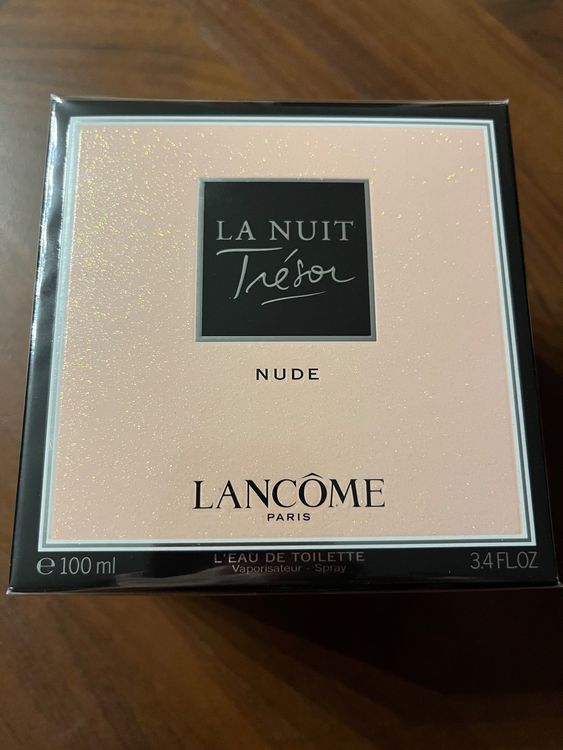 LA NUIT
Trésor
NUDE
LANCÔME
PARIS
℮ 100 ml
L'EAU DE TOILETTE
Vaporisateur - Spray
3.4 FL.OZ